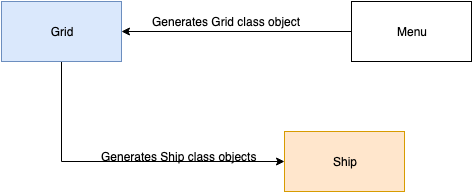 Generates Grid class object
Grid
Menu
Generates Ship class objects
Ship